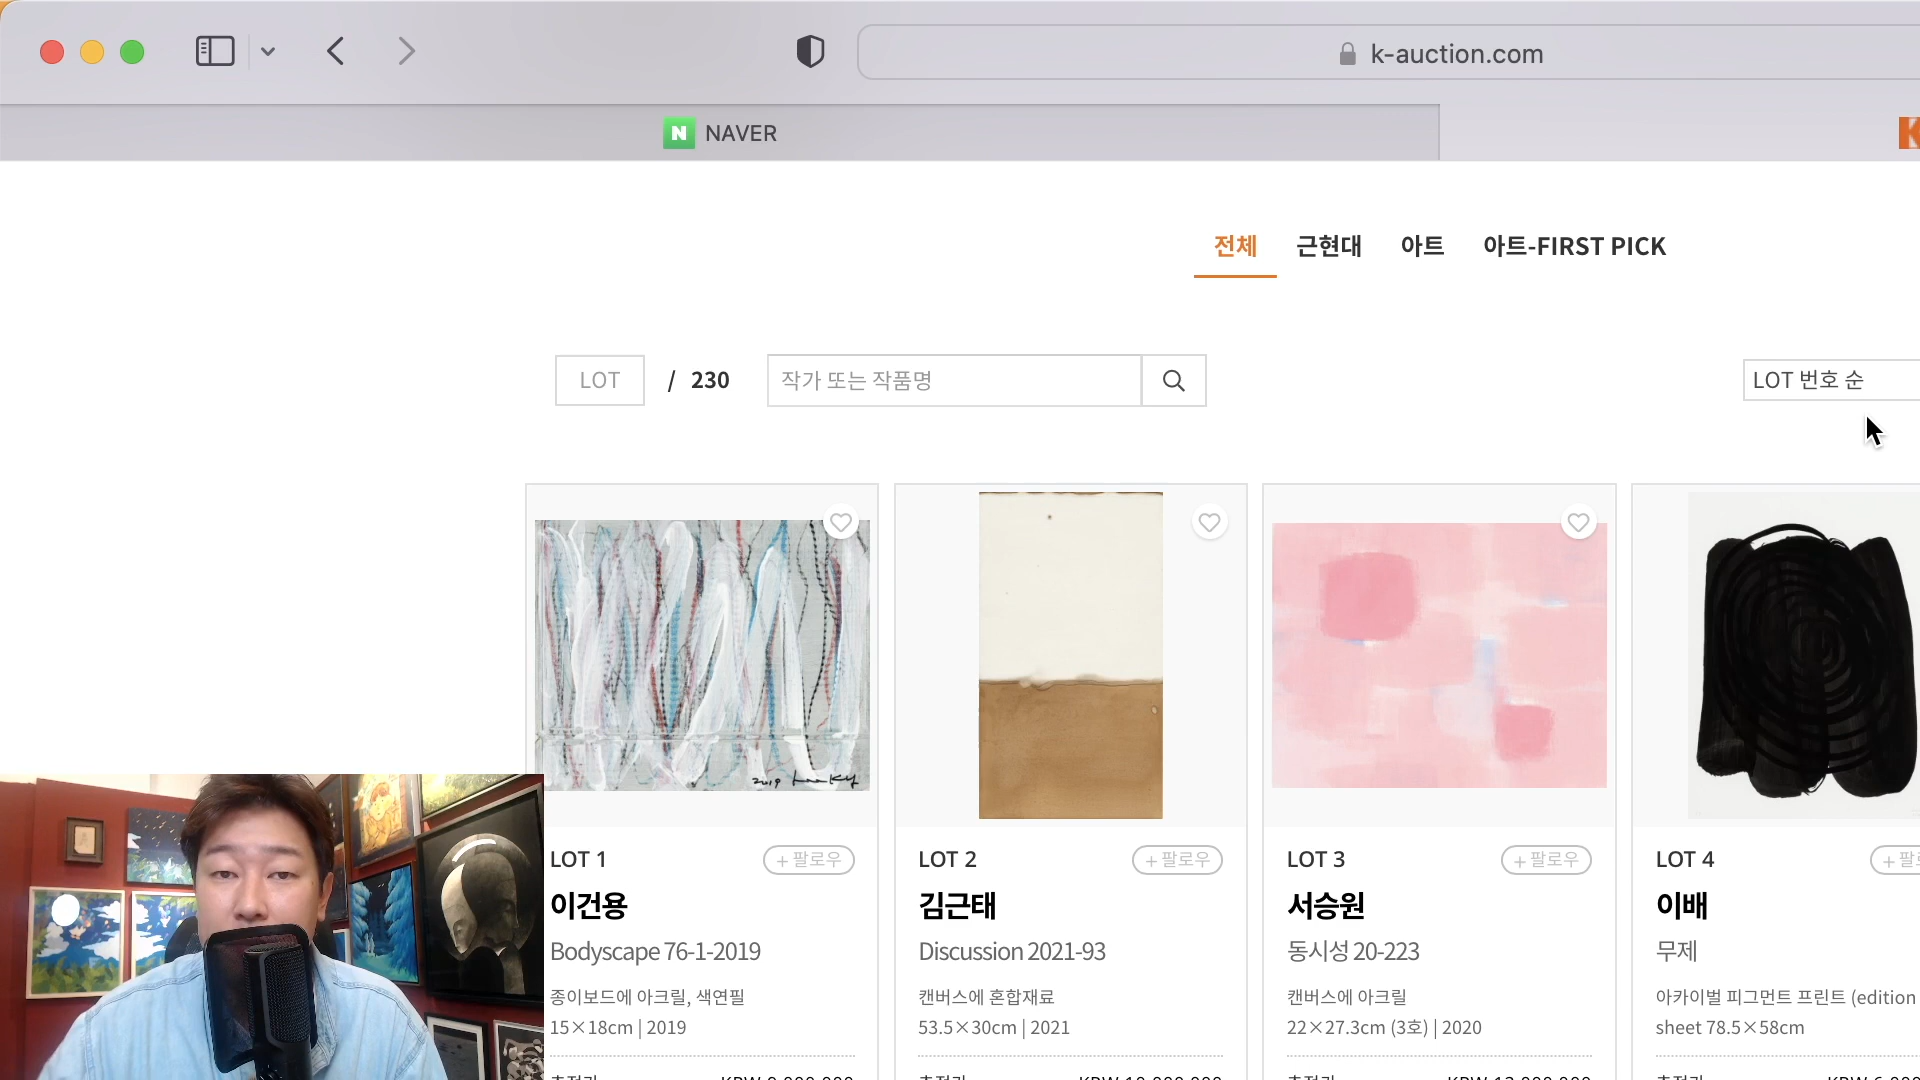 k-auction.com
NAVER
전체 근현대 아트 아트-FIRST PICK
LOT / 230 작가 또는 작품명 LOT 번호 순
2019
LOT 1 + 팔로우
이건용
Bodyscape 76-1-2019
종이보드에 아크릴, 색연필
15×18cm | 2019
LOT 2 + 팔로우
김근태
Discussion 2021-93
캔버스에 혼합재료
53.5×30cm | 2021
LOT 3 + 팔로우
서승원
동시성 20-223
캔버스에 아크릴
22×27.3cm (3호) | 2020
LOT 4
이배
무제
아카이벌 피그먼트 프린트 (edition
sheet 78.5×58cm